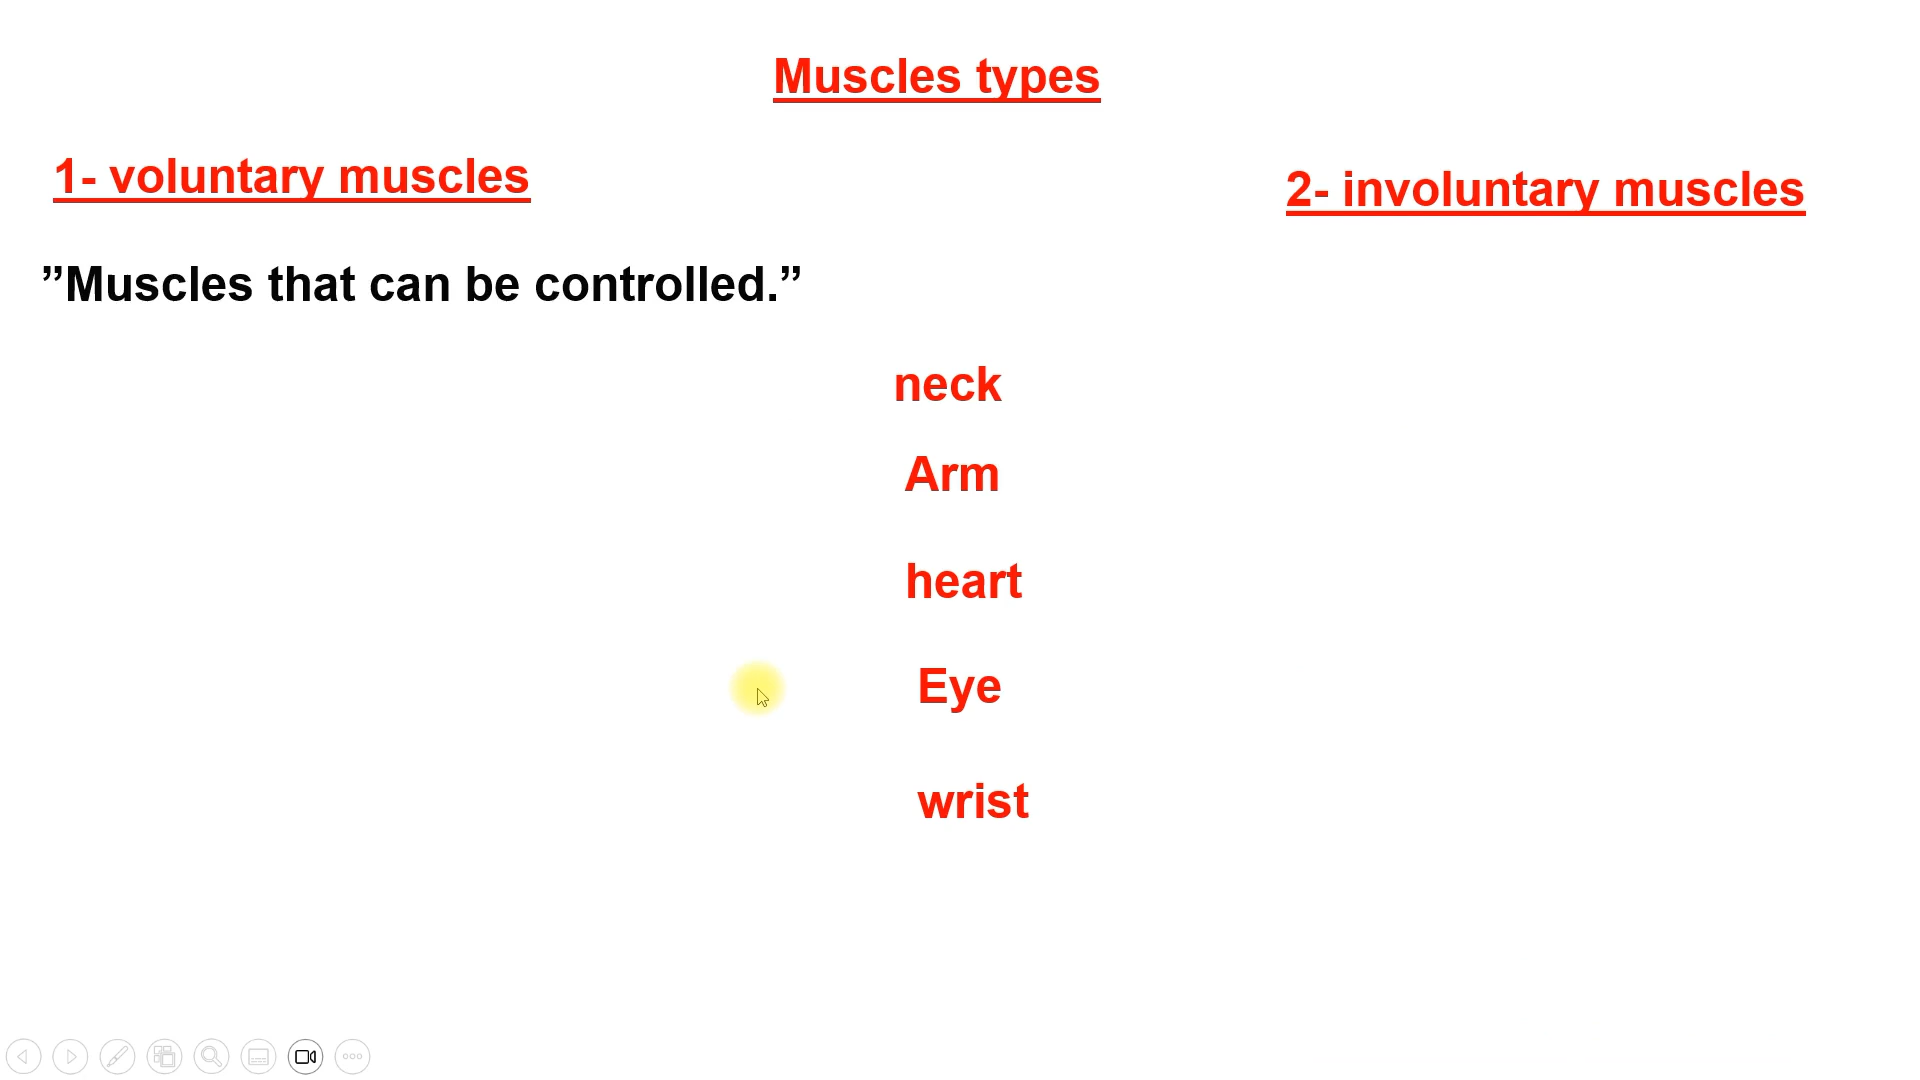 Muscles types
1- voluntary muscles
2- involuntary muscles
”Muscles that can be controlled.”
neck
Arm
heart
Eye
wrist